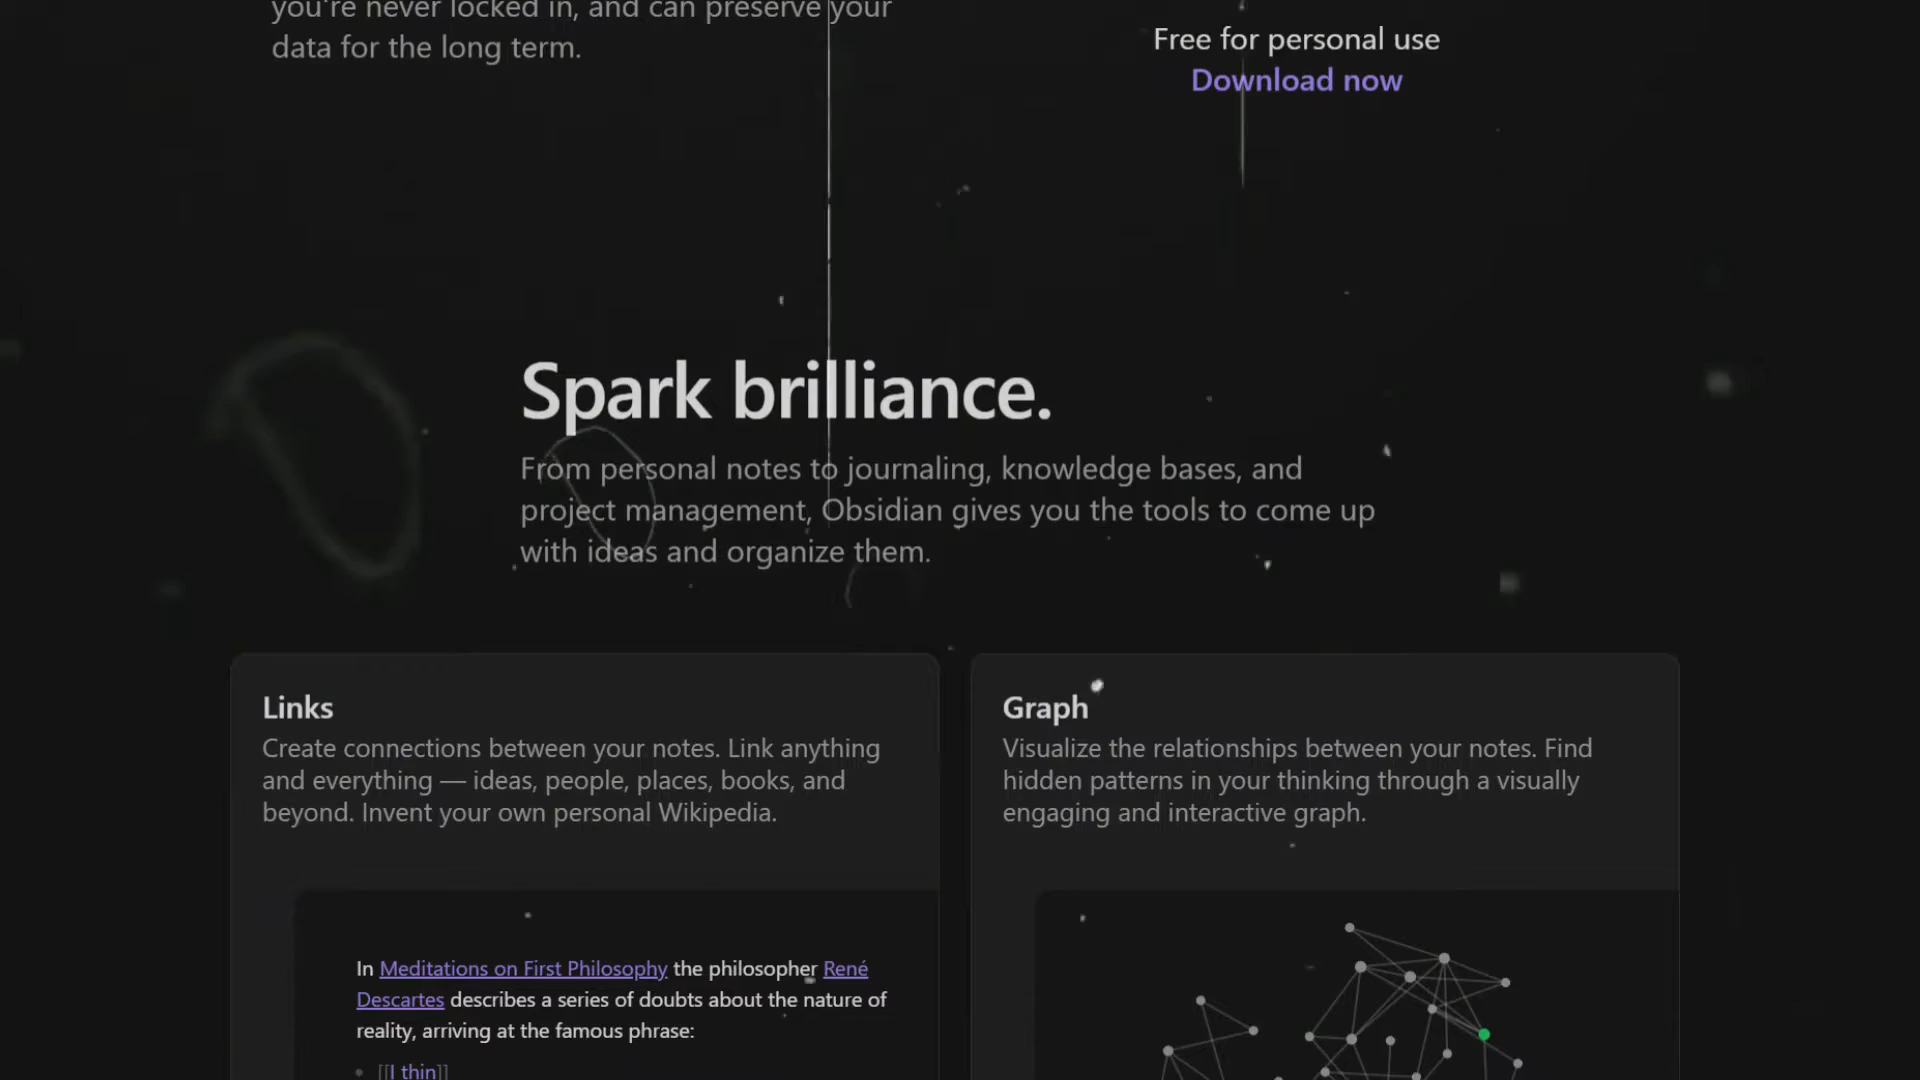 you're never locked in, and can preserve your
data for the long term.
Free for personal use
Download now
Spark brilliance.
From personal notes to journaling, knowledge bases, and
project management, Obsidian gives you the tools to come up
with ideas and organize them.
Links
Create connections between your notes. Link anything
and everything — ideas, people, places, books, and
beyond. Invent your own personal Wikipedia.
In Meditations on First Philosophy the philosopher René
Descartes describes a series of doubts about the nature of
reality, arriving at the famous phrase:
[[I thin]]
Graph
Visualize the relationships between your notes. Find
hidden patterns in your thinking through a visually
engaging and interactive graph.